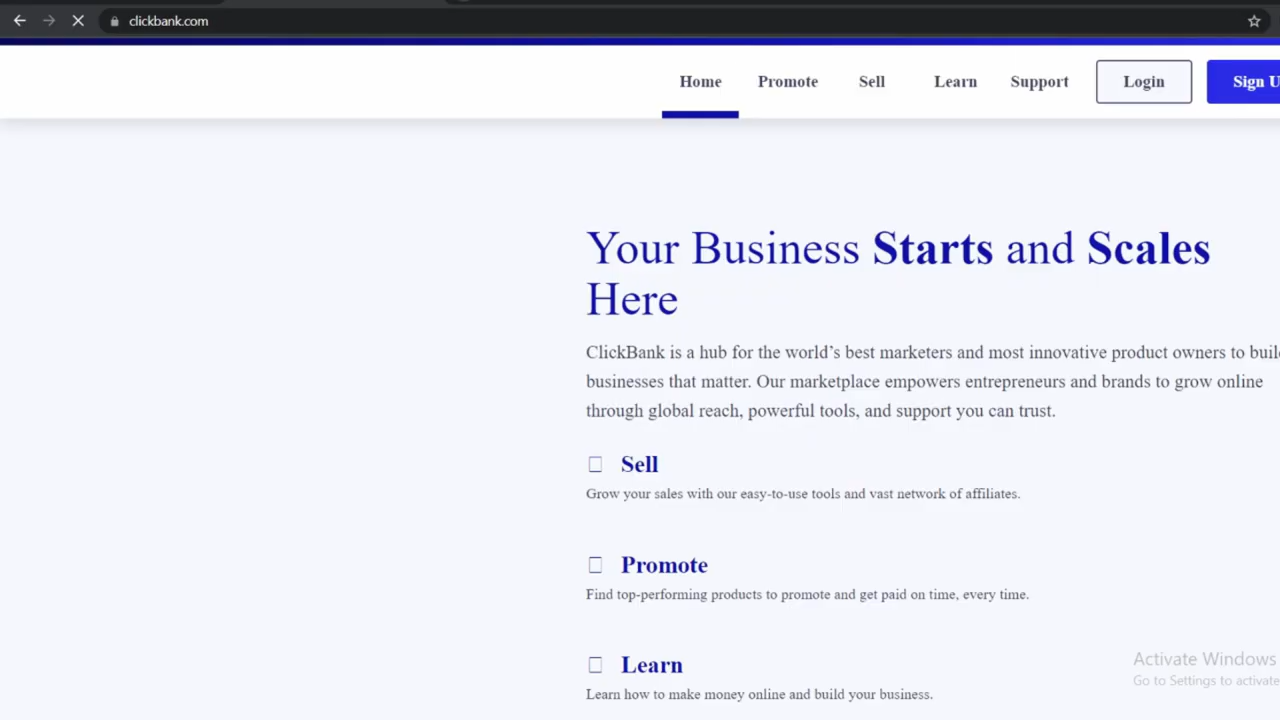 clickbank.com
Home Promote Sell Learn Support Login Sign U
Your Business Starts and Scales
Here
ClickBank is a hub for the world’s best marketers and most innovative product owners to build
businesses that matter. Our marketplace empowers entrepreneurs and brands to grow online
through global reach, powerful tools, and support you can trust.
Sell
Grow your sales with our easy-to-use tools and vast network of affiliates.
Promote
Find top-performing products to promote and get paid on time, every time.
Learn
Learn how to make money online and build your business.
Activate Windows
Go to Settings to activate